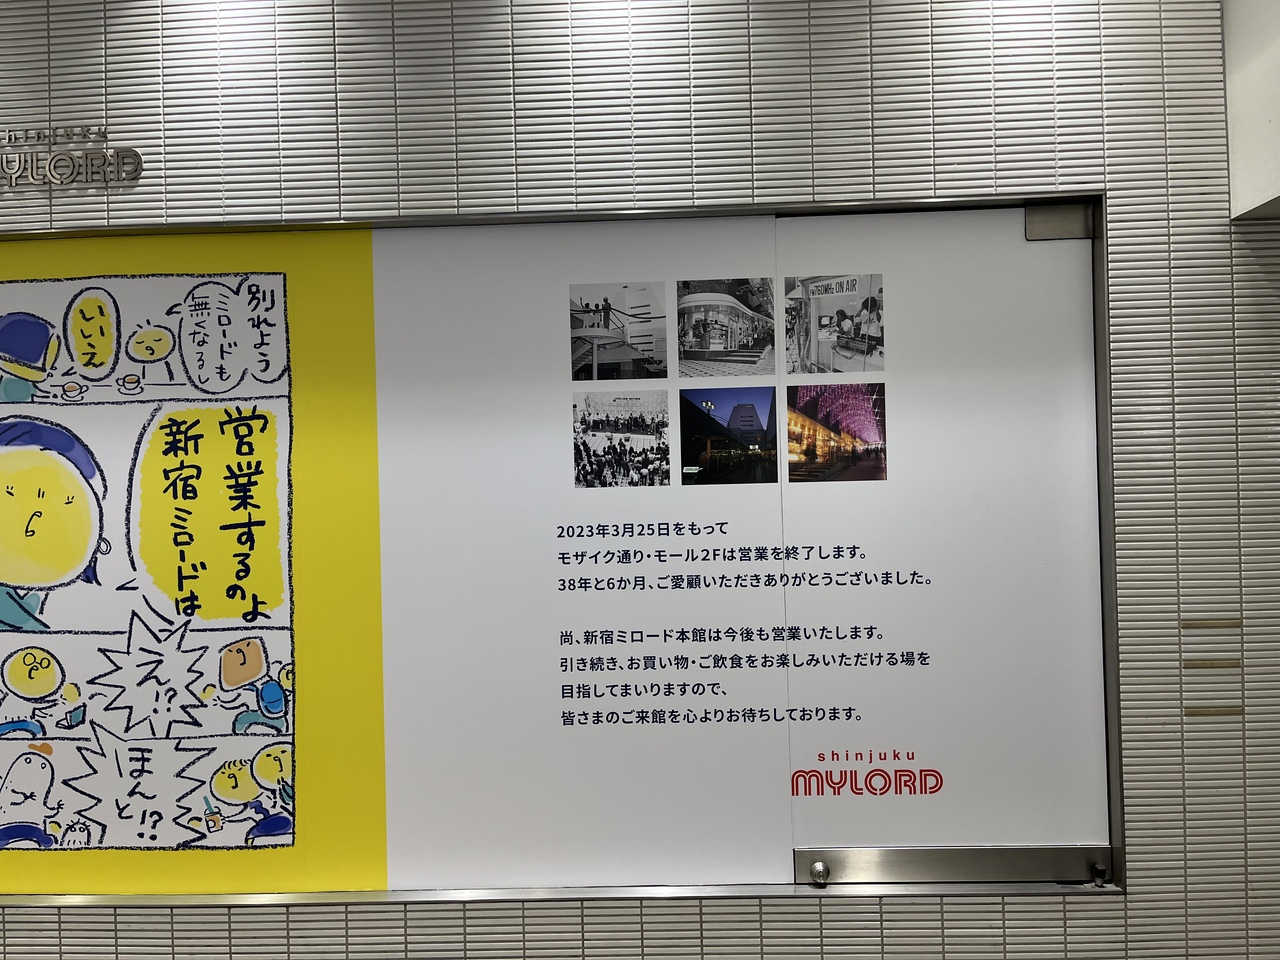 shinjuku
MYLORD
別れよう
ミロードも
無くなるし
いいえ
営業するのよ
新宿ミロードは
え!?
ほんと!?
FM760MHz ON AIR
2023年3月25日をもって
モザイク通り・モール2Fは営業を終了します。
38年と6か月、ご愛顧いただきありがとうございました。
尚、新宿ミロード本館は今後も営業いたします。
引き続き、お買い物・ご飲食をお楽しみいただける場を
目指してまいりますので、
皆さまのご来館を心よりお待ちしております。
shinjuku
MYLORD